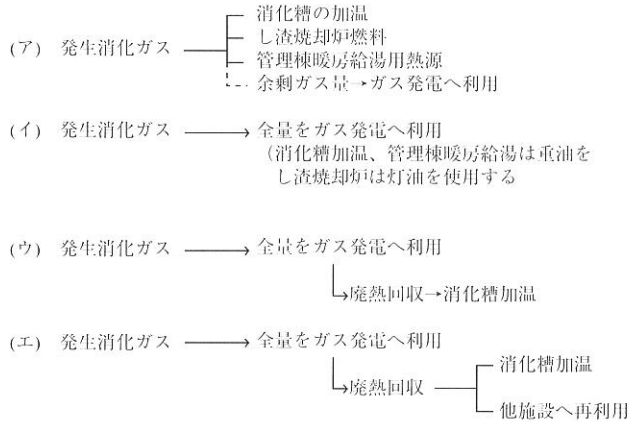 消化槽の加温
(ア) 発生消化ガス
し渣焼却炉燃料
管理棟暖房給湯用熱源
余剰ガス量→ガス発電へ利用
(イ) 発生消化ガス → 全量をガス発電へ利用
(消化槽加温、管理棟暖房給湯は重油を
し渣焼却炉は灯油を使用する
(ウ) 発生消化ガス → 全量をガス発電へ利用
廃熱回収→消化槽加温
(エ) 発生消化ガス → 全量をガス発電へ利用
消化槽加温
廃熱回収
他施設へ再利用